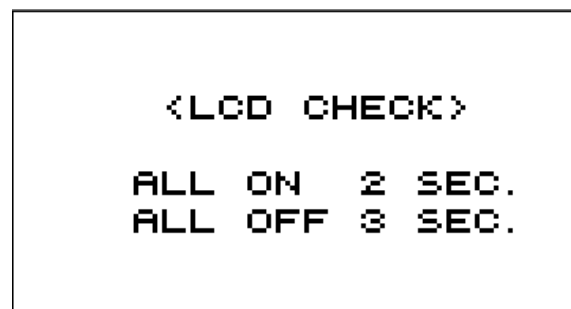 <LCD CHECK>
ALL ON 2 SEC.
ALL OFF 3 SEC.